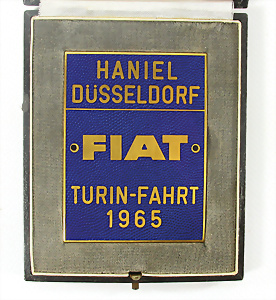 HANIEL
DÜSSELDORF
FIAT
TURIN-FAHRT
1965